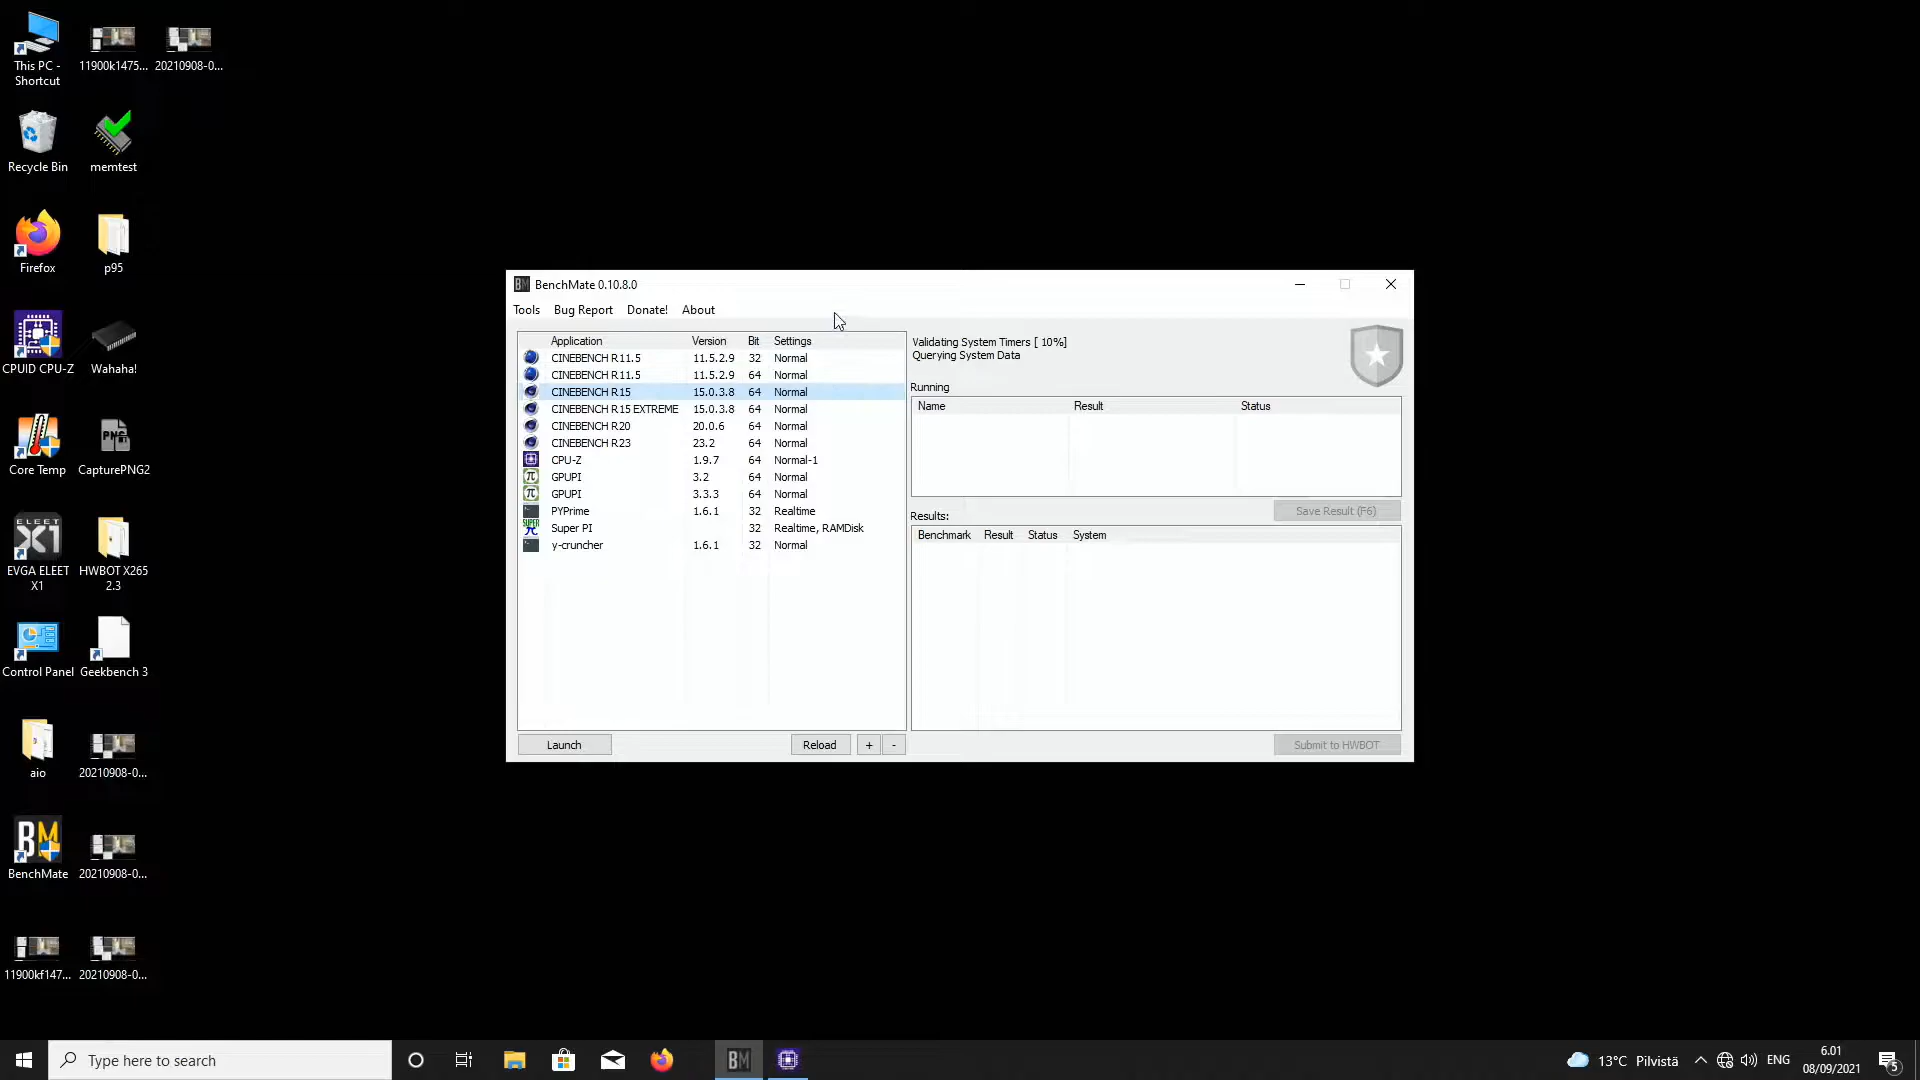 This PC -
Shortcut
11900k1475...
20210908-0...
Recycle Bin
memtest
Firefox
p95
CPUID CPU-Z
Wahaha!
Core Temp
CapturePNG2
ELEET
X1
EVGA ELEET
X1
HWBOT X265
2.3
Control Panel
Geekbench 3
aio
20210908-0...
BM
BenchMate
20210908-0...
11900kf147...
20210908-0...
BM BenchMate 0.10.8.0
Tools Bug Report Donate! About
Application Version Bit Settings
CINEBENCH R11.5 11.5.2.9 32 Normal
CINEBENCH R11.5 11.5.2.9 64 Normal
CINEBENCH R15 15.0.3.8 64 Normal
CINEBENCH R15 EXTREME 15.0.3.8 64 Normal
CINEBENCH R20 20.0.6 64 Normal
CINEBENCH R23 23.2 64 Normal
CPU-Z 1.9.7 64 Normal-1
π GPUPI 3.2 64 Normal
π GPUPI 3.3.3 64 Normal
PYPrime 1.6.1 32 Realtime
SUPER π Super PI 32 Realtime, RAMDisk
y-cruncher 1.6.1 32 Normal
Launch
Reload
+
-
Validating System Timers [ 10%]
Querying System Data
Running
Name Result Status
Save Result (F6)
Results:
Benchmark Result Status System
Submit to HWBOT
Type here to search
BM
13°C Pilvistä
ENG
6.01
08/09/2021
5